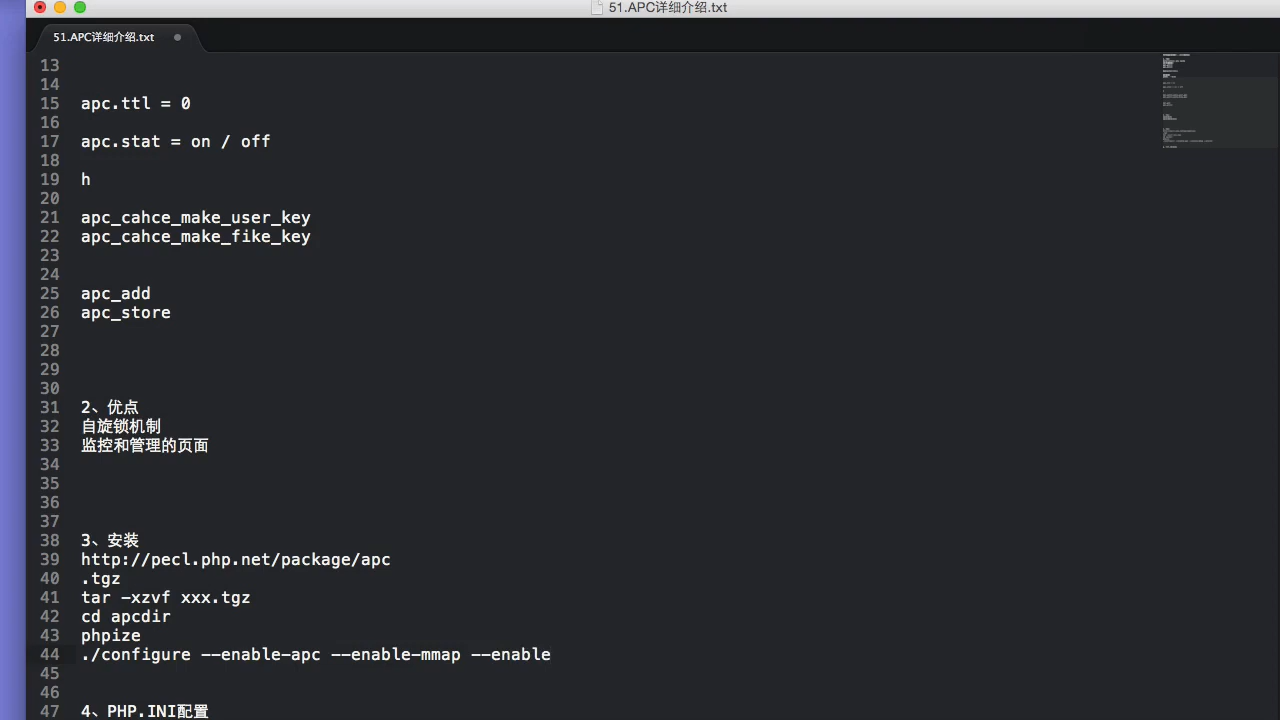 51.APC详细介绍.txt
51.APC详细介绍.txt
13
14
15 apc.ttl = 0
16
17 apc.stat = on / off
18
19 h
20
21 apc_cahce_make_user_key
22 apc_cahce_make_fike_key
23
24
25 apc_add
26 apc_store
27
28
29
30
31 2、优点
32 自旋锁机制
33 监控和管理的页面
34
35
36
37
38 3、安装
39 http://pecl.php.net/package/apc
40 .tgz
41 tar -xzvf xxx.tgz
42 cd apcdir
43 phpize
44 ./configure --enable-apc --enable-mmap --enable
45
46
47 4、PHP.INI配置